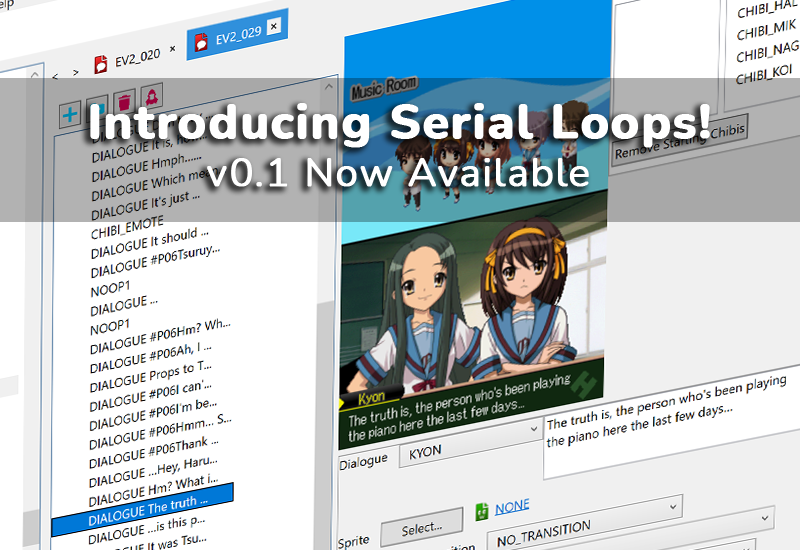 elp
EV2_020
EV2_029
CHIBI_HAL
CHIBI_MIK
CHIBI_NAG
CHIBI_KOI
Remove Starting Chibis
Music Room
Introducing Serial Loops!
v0.1 Now Available
DIALOGUE It is, how...
DIALOGUE Hmph......
DIALOGUE Which mea
DIALOGUE It's just ...
CHIBI_EMOTE
DIALOGUE It should ...
DIALOGUE #P06Tsuruy...
NOOP1
DIALOGUE ...
NOOP1
DIALOGUE #P06Hm? Wh...
DIALOGUE #P06Ah, I ...
DIALOGUE Props to T...
DIALOGUE #P06I can'...
DIALOGUE #P06I'm be...
DIALOGUE #P06Hmm... S...
DIALOGUE #P06Thank ...
DIALOGUE ...Hey, Haru...
DIALOGUE Hm? What i...
DIALOGUE The truth ...
DIALOGUE ...is this p...
DIALOGUE It was Tsu...
Kyon
The truth is, the person who's been playing
the piano here the last few days...
Dialogue
KYON
The truth is, the person who's been playing
the piano here the last few days...
Sprite
Select...
NONE
NO_TRANSITION